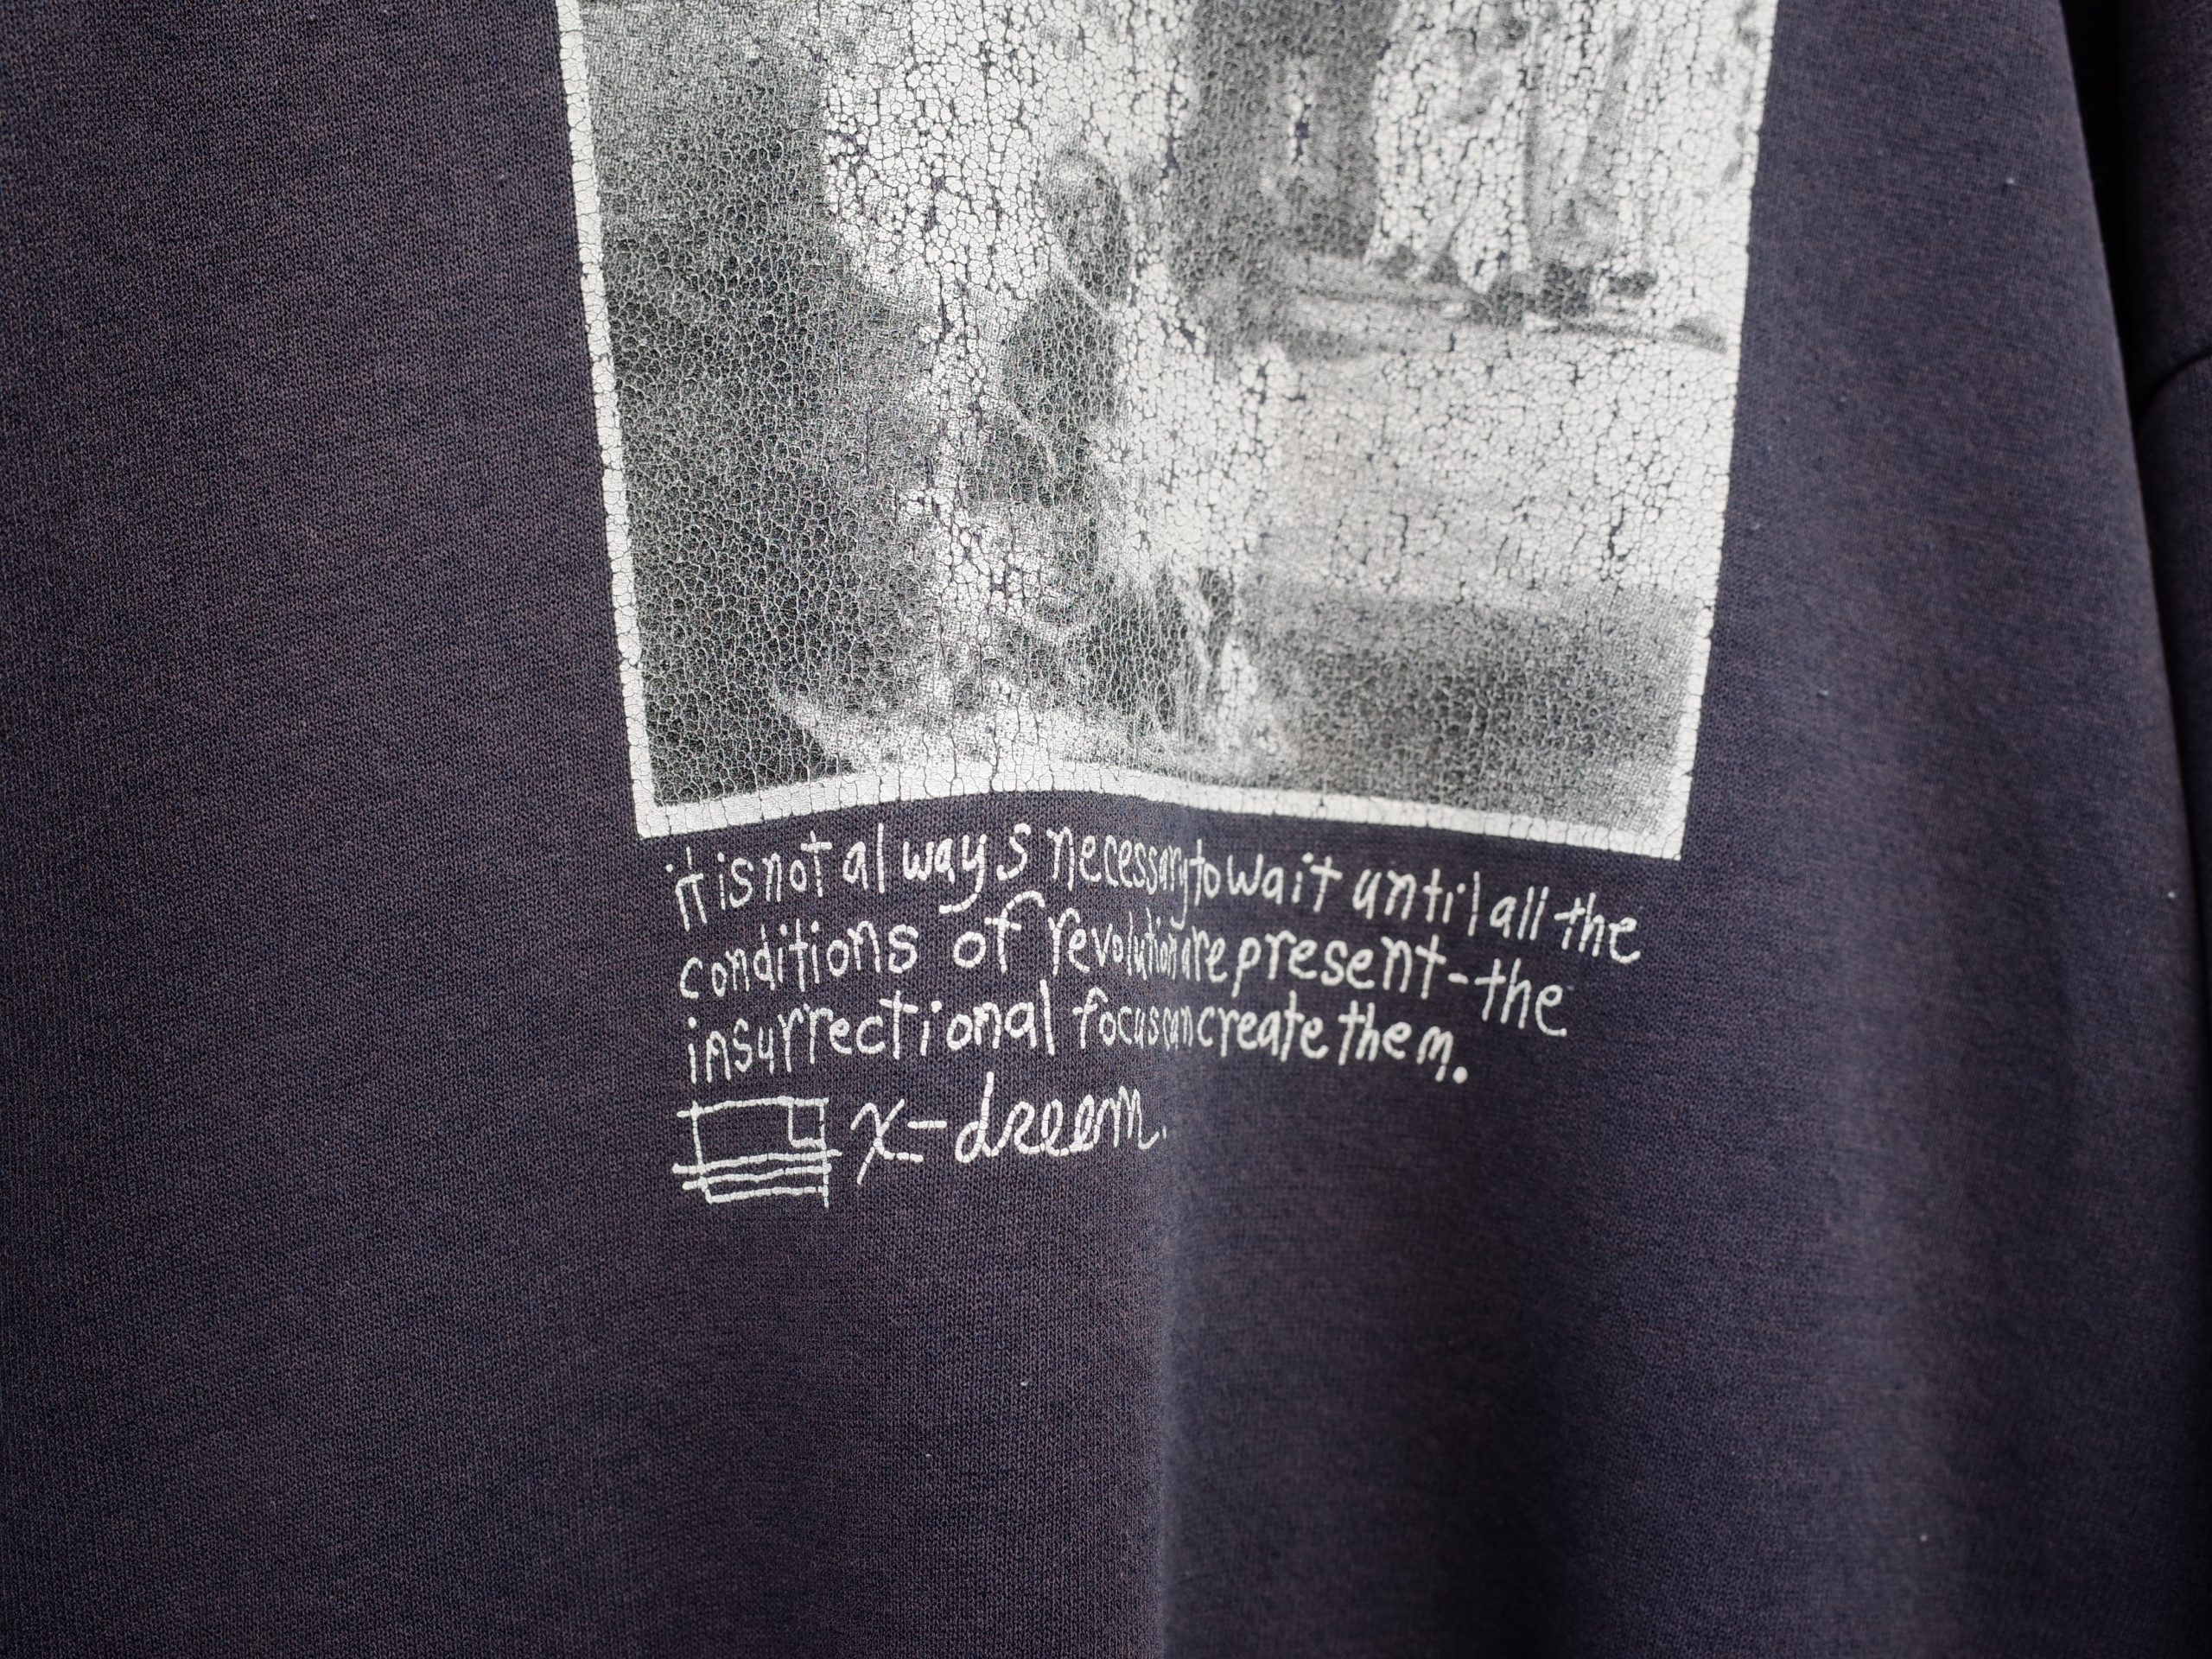 it is not always necessary to wait until all the
conditions of revolution are present-the
insurrectional focus can create them.
x-dreem.